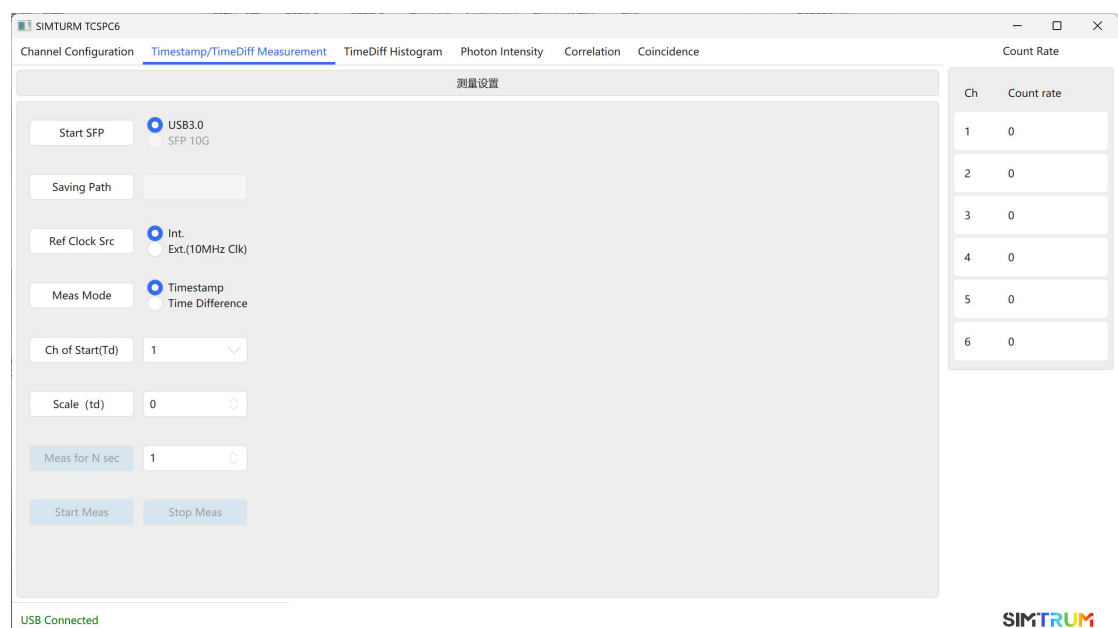 SIMTURM TCSPC6
Channel Configuration Timestamp/TimeDiff Measurement TimeDiff Histogram Photon Intensity Correlation Coincidence Count Rate
测量设置
Ch Count rate
Start SFP USB3.0
SFP 10G
1 0
Saving Path
2 0
3 0
Ref Clock Src Int.
Ext.(10MHz Clk)
4 0
Meas Mode Timestamp
Time Difference
5 0
6 0
Ch of Start(Td) 1
Scale（td） 0
Meas for N sec 1
Start Meas Stop Meas
USB Connected SIMTRUM